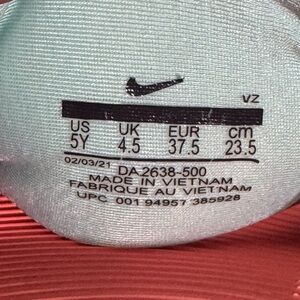 VZ
US UK EUR cm
5Y 4.5 37.5 23.5
02/03/21
DA2638-500
MADE IN VIETNAM
FABRIQUE AU VIETNAM
UPC 001 94957 385928